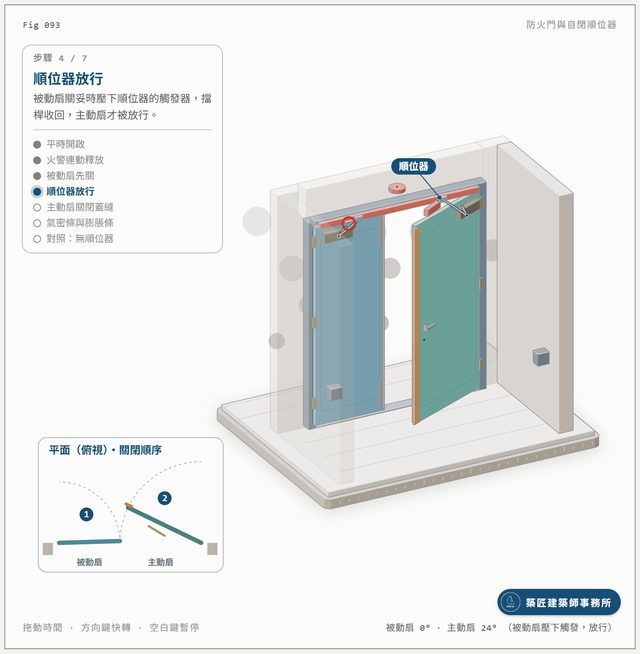 Fig 093
防火門與自閉順位器
步驟 4 / 7
順位器放行
被動扇關妥時壓下順位器的觸發器，擋
桿收回，主動扇才被放行。
平時開啟
火警連動釋放
被動扇先關
順位器放行
主動扇關閉蓋縫
氣密條與膨脹條
對照：無順位器
順位器
平面（俯視）・關閉順序
1
2
被動扇
主動扇
築匠建築師事務所
拖動時間 · 方向鍵快轉 · 空白鍵暫停
被動扇 0° · 主動扇 24° （被動扇壓下觸發，放行）